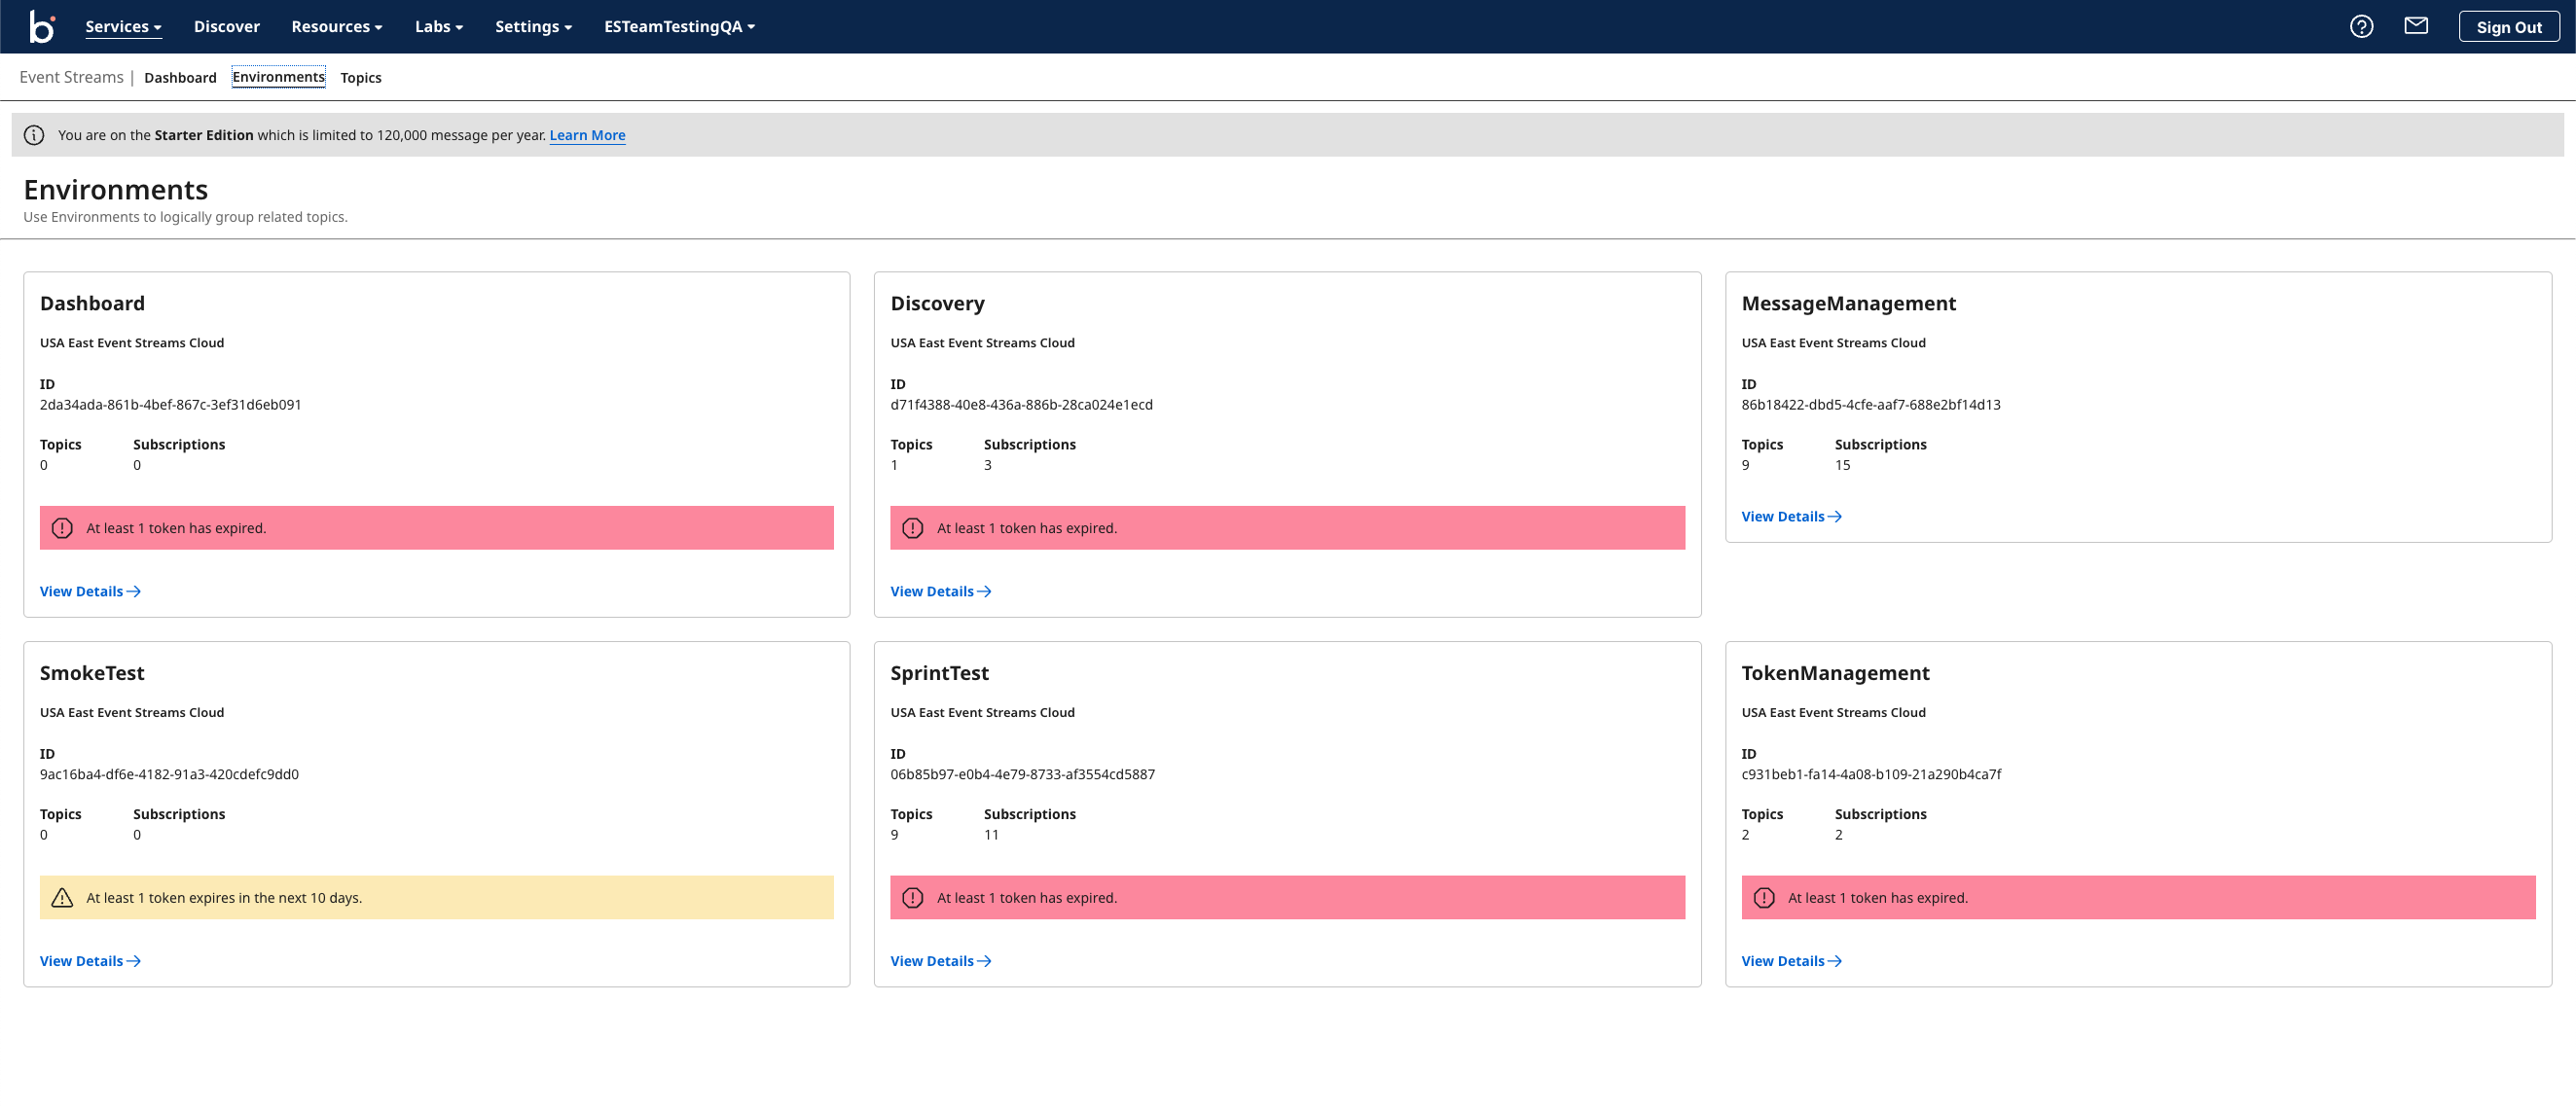 b Services Discover Resources Labs Settings ESTeamTestingQA Sign Out
Event Streams | Dashboard Environments Topics
You are on the Starter Edition which is limited to 120,000 message per year. Learn More
Environments
Use Environments to logically group related topics.
Dashboard
USA East Event Streams Cloud
ID
2da34ada-861b-4bef-867c-3ef31d6eb091
Topics Subscriptions
0 0
At least 1 token has expired.
View Details
Discovery
USA East Event Streams Cloud
ID
d71f4388-40e8-436a-886b-28ca024e1ecd
Topics Subscriptions
1 3
At least 1 token has expired.
View Details
MessageManagement
USA East Event Streams Cloud
ID
86b18422-dbd5-4cfe-aaf7-688e2bf14d13
Topics Subscriptions
9 15
View Details
SmokeTest
USA East Event Streams Cloud
ID
9ac16ba4-df6e-4182-91a3-420cdefc9dd0
Topics Subscriptions
0 0
At least 1 token expires in the next 10 days.
View Details
SprintTest
USA East Event Streams Cloud
ID
06b85b97-e0b4-4e79-8733-af3554cd5887
Topics Subscriptions
9 11
At least 1 token has expired.
View Details
TokenManagement
USA East Event Streams Cloud
ID
c931beb1-fa14-4a08-b109-21a290b4ca7f
Topics Subscriptions
2 2
At least 1 token has expired.
View Details